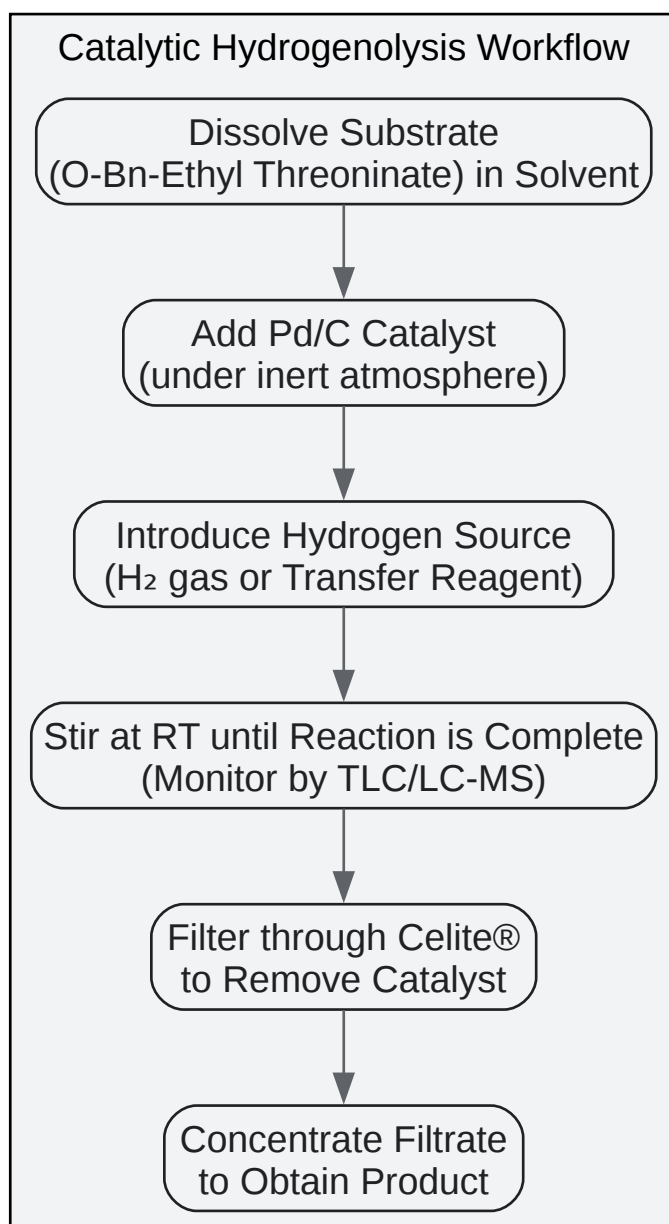 Catalytic Hydrogenolysis Workflow
Dissolve Substrate
(O-Bn-Ethyl Threoninate) in Solvent
Add Pd/C Catalyst
(under inert atmosphere)
Introduce Hydrogen Source
(H₂ gas or Transfer Reagent)
Stir at RT until Reaction is Complete
(Monitor by TLC/LC-MS)
Filter through Celite®
to Remove Catalyst
Concentrate Filtrate
to Obtain Product